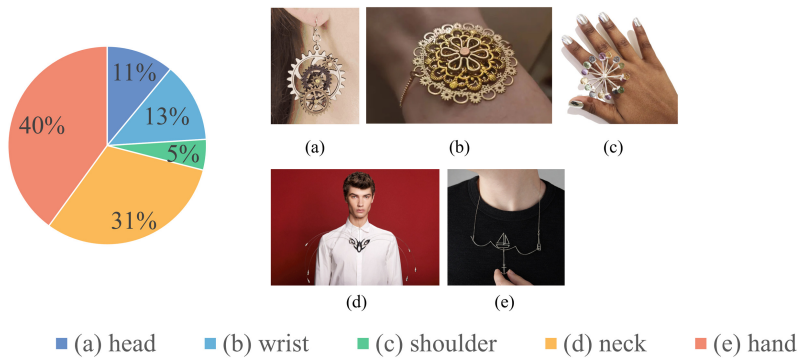 11%
13%
5%
31%
40%
(a)
(b)
(c)
(d)
(e)
(a) head
(b) wrist
(c) shoulder
(d) neck
(e) hand